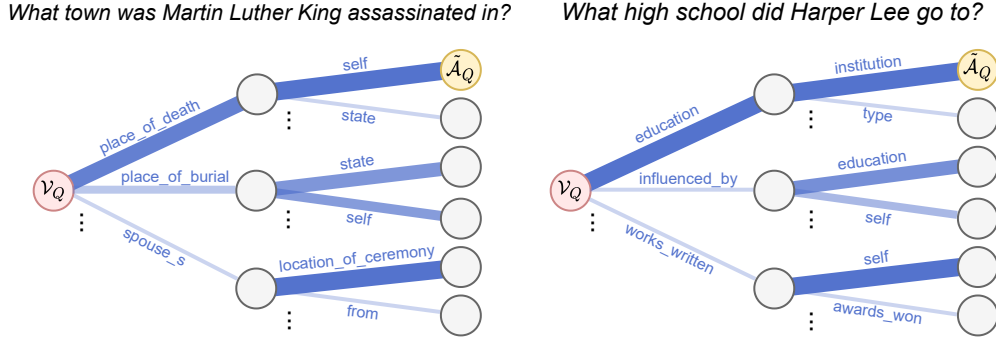 What town was Martin Luther King assassinated in?
self
Ã_Q
place_of_death
state
⋮
place_of_burial
state
V_Q
⋮
self
⋮
spouse_s
location_of_ceremony
from
⋮
What high school did Harper Lee go to?
institution
Ã_Q
education
type
⋮
influenced_by
education
V_Q
⋮
self
⋮
works_written
self
awards_won
⋮